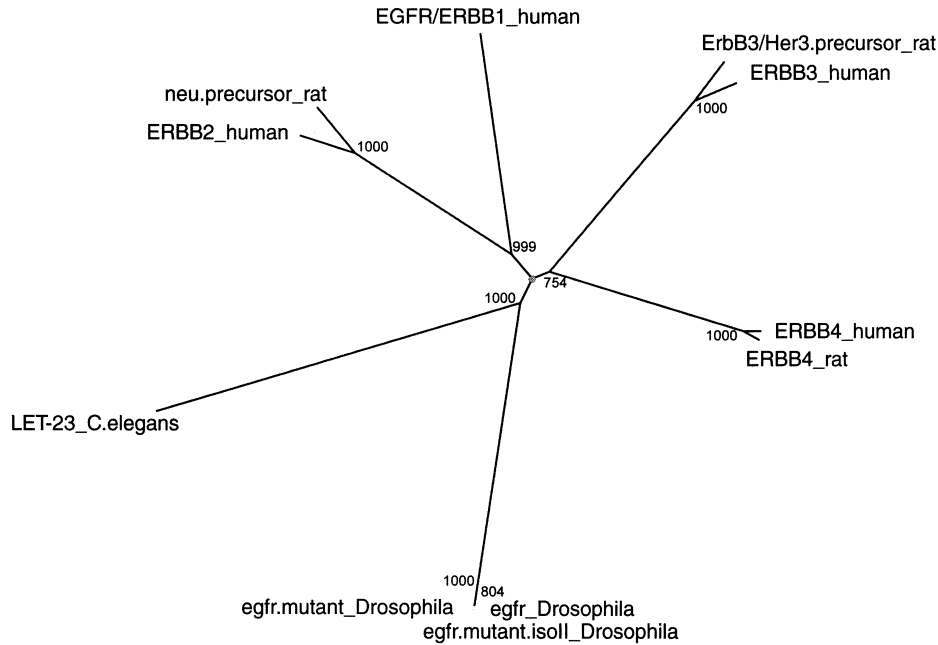 EGFR/ERBB1_human
ErbB3/Her3.precursor_rat
ERBB3_human
1000
neu.precursor_rat
ERBB2_human
1000
999
754
1000
1000
ERBB4_human
ERBB4_rat
LET-23_C.elegans
1000
804
egfr.mutant_Drosophila
egfr_Drosophila
egfr.mutant.isoII_Drosophila